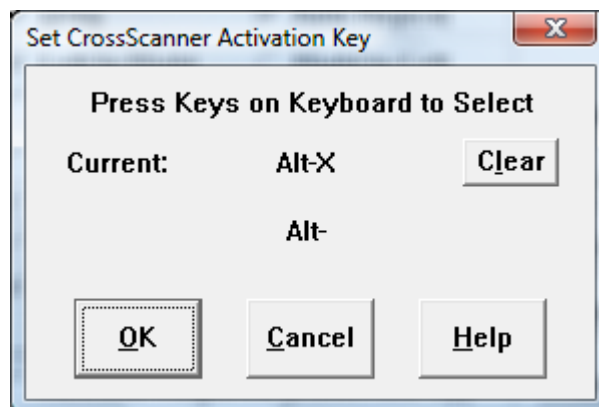 Set CrossScanner Activation Key
Press Keys on Keyboard to Select
Current: Alt-X Clear
Alt-
OK Cancel Help